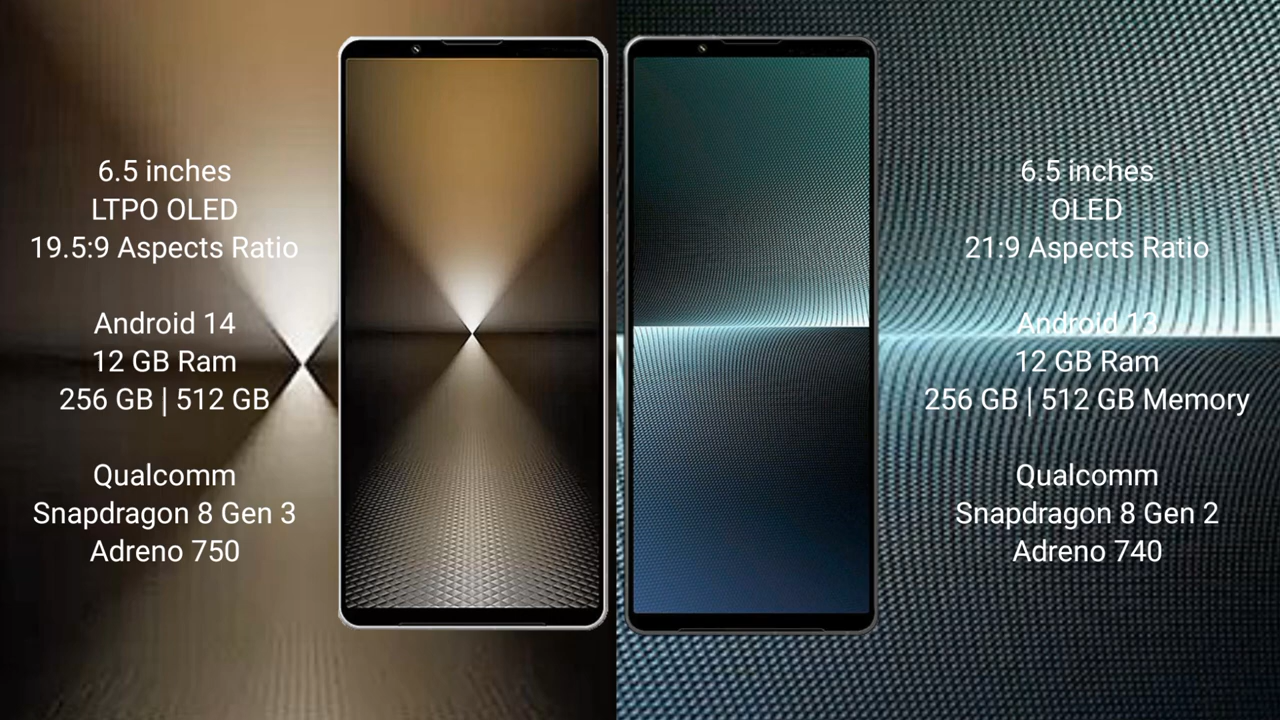 6.5 inches
LTPO OLED
19.5:9 Aspects Ratio
Android 14
12 GB Ram
256 GB | 512 GB
Qualcomm
Snapdragon 8 Gen 3
Adreno 750
6.5 inches
OLED
21:9 Aspects Ratio
Android 13
12 GB Ram
256 GB | 512 GB Memory
Qualcomm
Snapdragon 8 Gen 2
Adreno 740